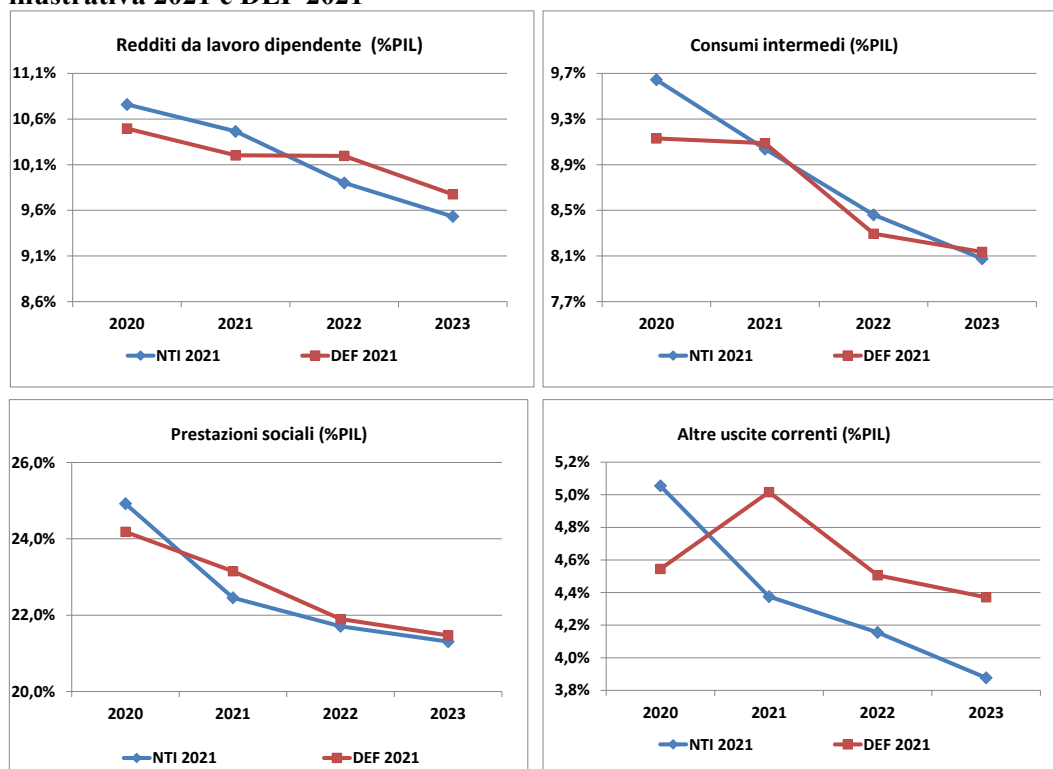 illustrativa 2021 e DEF 2021
Redditi da lavoro dipendente (%PIL)
11,1%
10,6%
10,1%
9,6%
9,1%
8,6%
2020 2021 2022 2023
NTI 2021 DEF 2021
Consumi intermedi (%PIL)
9,7%
9,3%
8,9%
8,5%
8,1%
7,7%
2020 2021 2022 2023
NTI 2021 DEF 2021
Prestazioni sociali (%PIL)
26,0%
24,0%
22,0%
20,0%
2020 2021 2022 2023
NTI 2021 DEF 2021
Altre uscite correnti (%PIL)
5,2%
5,0%
4,8%
4,6%
4,4%
4,2%
4,0%
3,8%
2020 2021 2022 2023
NTI 2021 DEF 2021